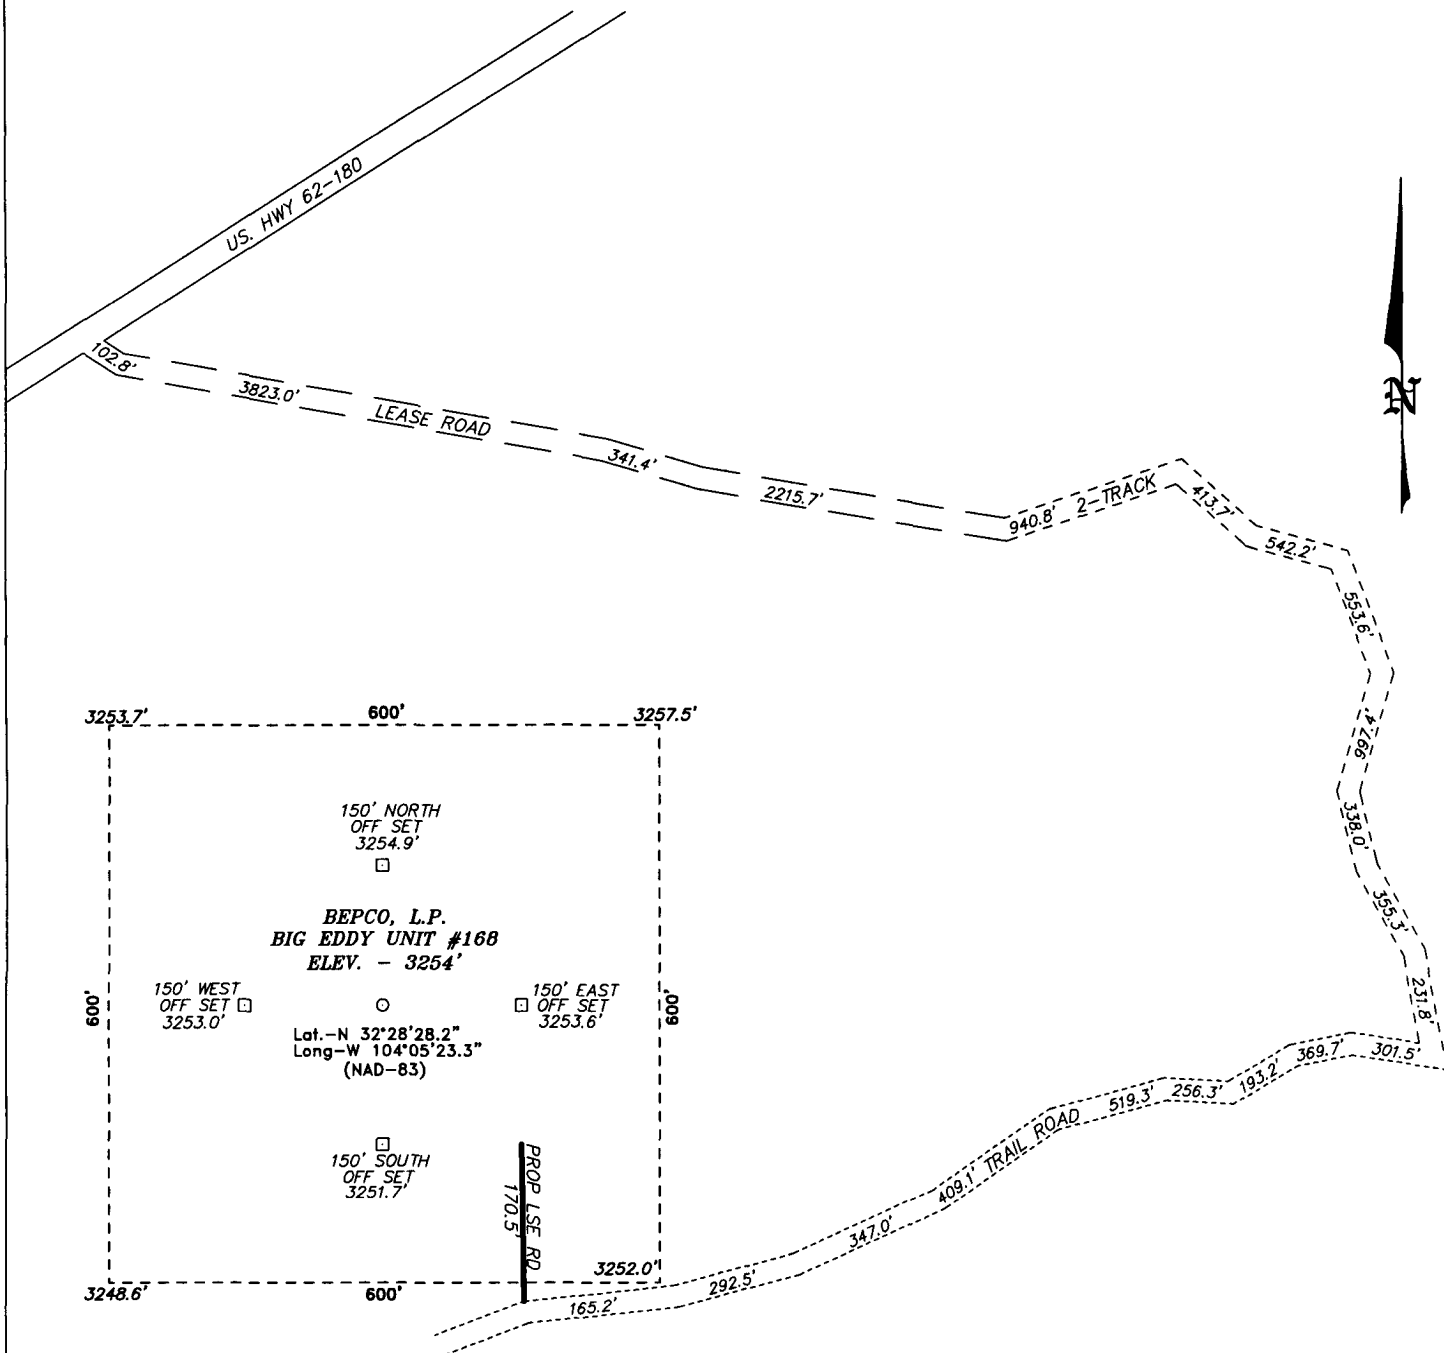 US. HWY 62-180
102.8'
3823.0'
LEASE ROAD
341.4'
2215.7'
940.8' 2-TRACK
413.7'
542.2'
553.6'
N
997.4'
338.0'
355.3'
231.8'
301.5'
369.7'
193.2'
256.3'
519.3'
TRAIL ROAD
409.1'
347.0'
292.5'
165.2'
3253.7'
600'
3257.5'
150' NORTH
OFF SET
3254.9'
BEPCO, L.P.
BIG EDDY UNIT #168
ELEV. - 3254'
600'
150' WEST
OFF SET
3253.0'
150' EAST
OFF SET
3253.6'
600'
Lat.-N 32°28'28.2"
Long-W 104°05'23.3"
(NAD-83)
150' SOUTH
OFF SET
3251.7'
PROP LSE RD.
170.5'
3248.6'
600'
3252.0'